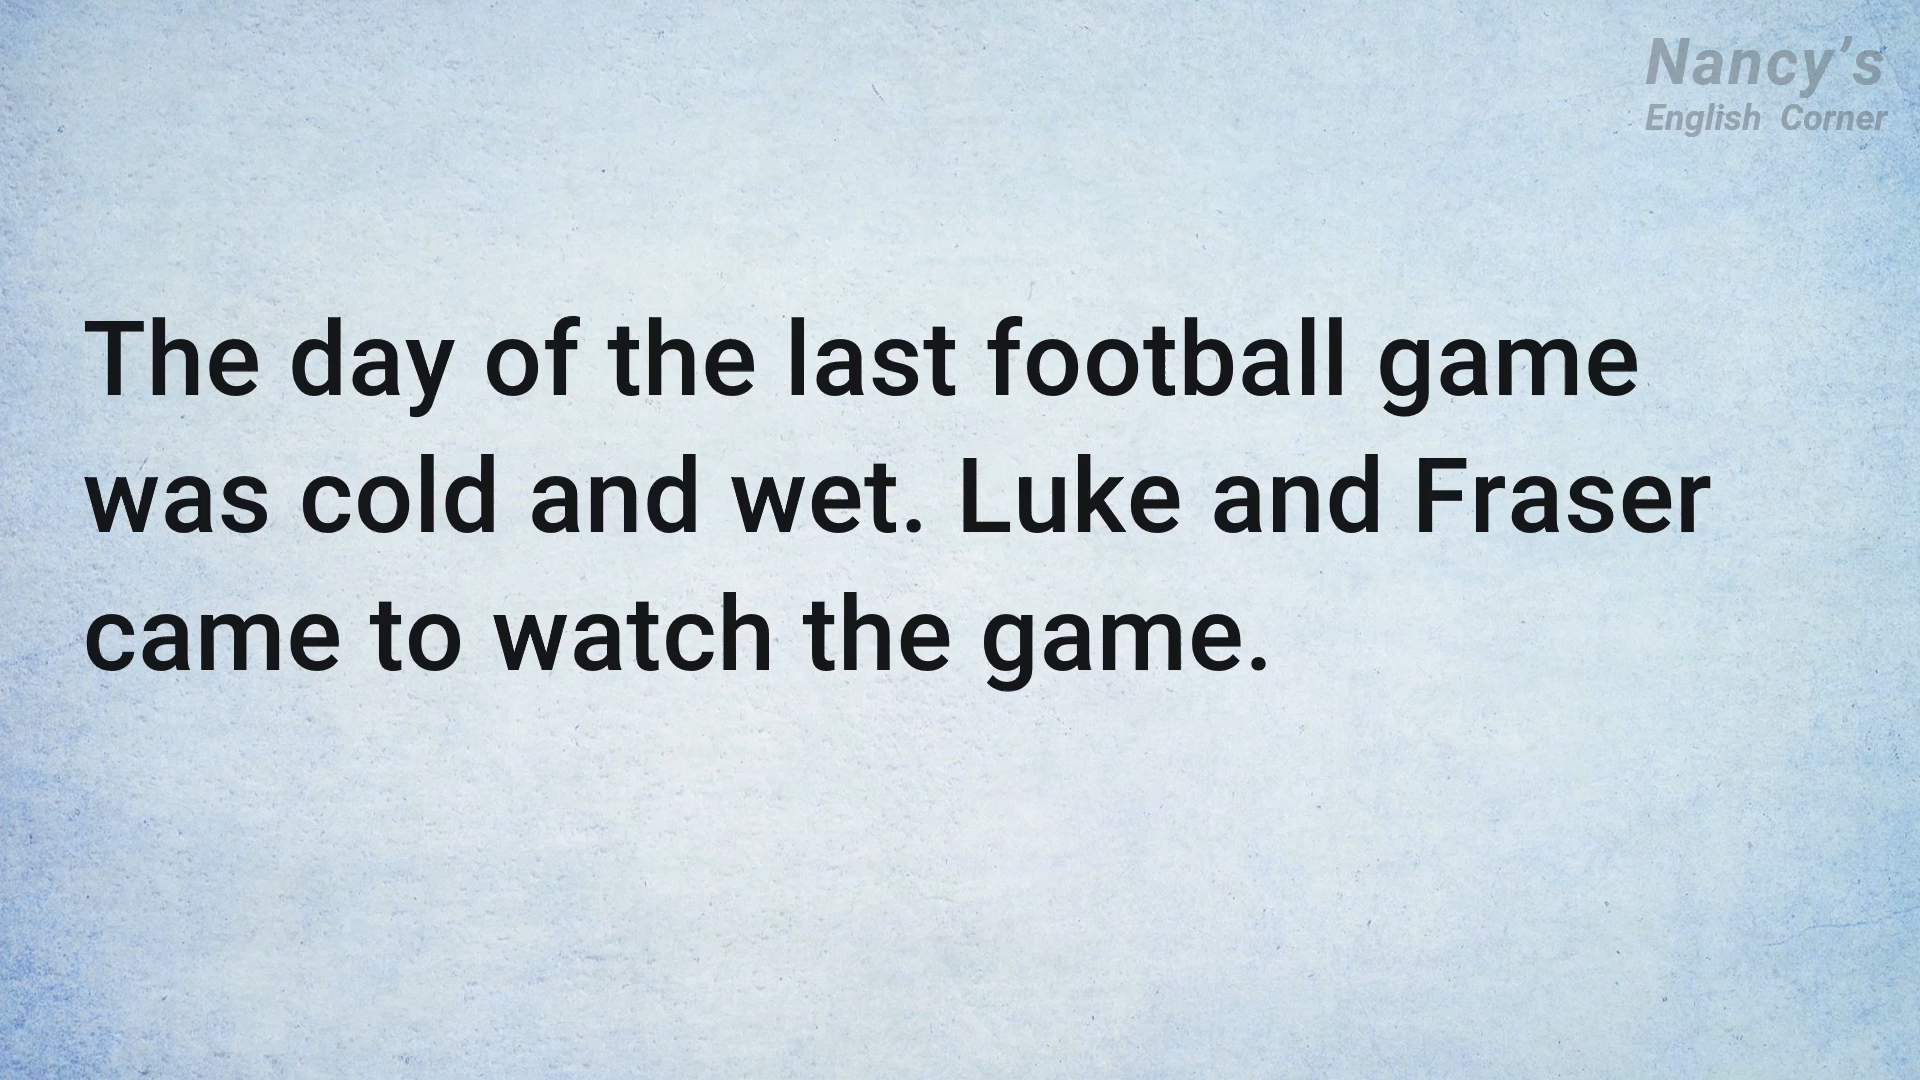 Nancy’s
English Corner
The day of the last football game
was cold and wet. Luke and Fraser
came to watch the game.